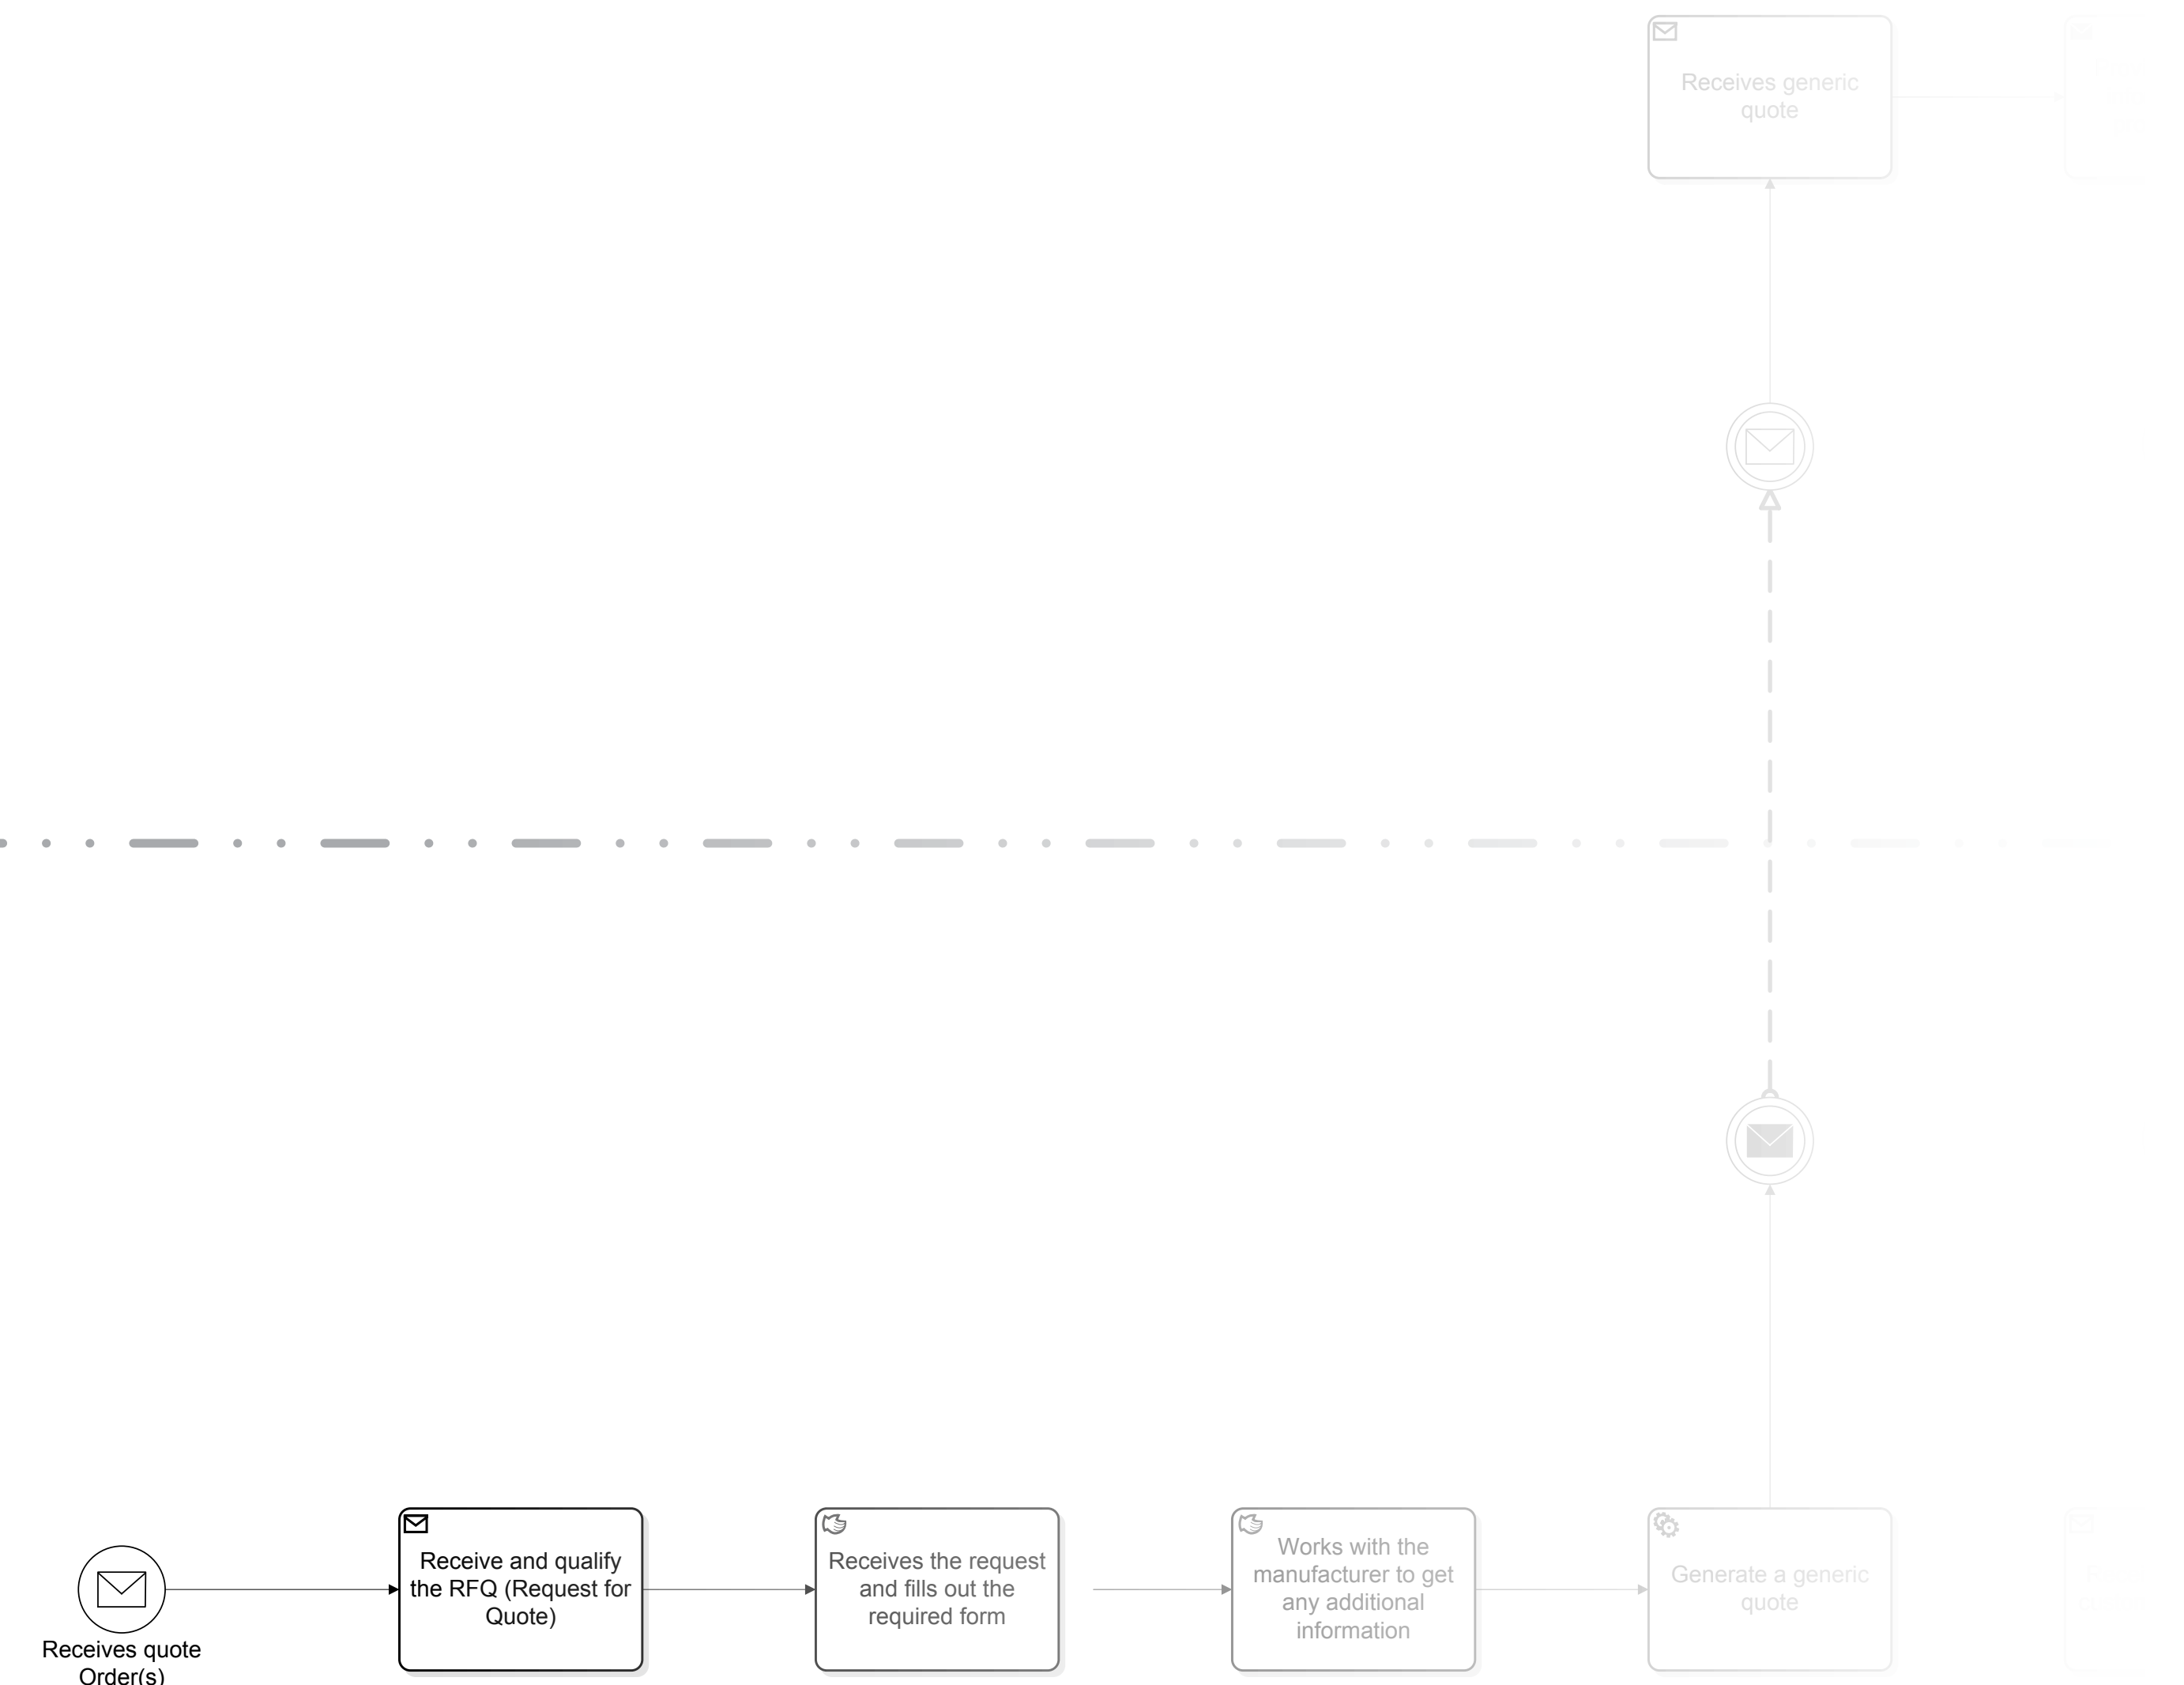 Receives generic
quote
Receives quote
Order(s)
Receive and qualify
the RFQ (Request for
Quote)
Receives the request
and fills out the
required form
Works with the
manufacturer to get
any additional
information
Generate a generic
quote